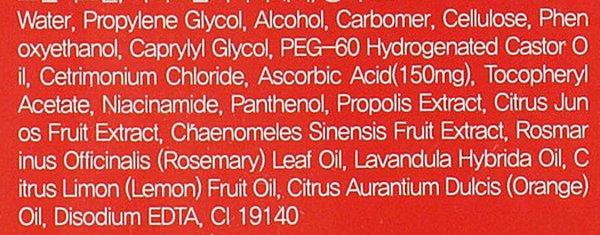 Water, Propylene Glycol, Alcohol, Carbomer, Cellulose, Phen
oxyethanol, Caprylyl Glycol, PEG-60 Hydrogenated Castor O
il, Cetrimonium Chloride, Ascorbic Acid(150mg), Tocopheryl
Acetate, Niacinamide, Panthenol, Propolis Extract, Citrus Jun
os Fruit Extract, Chaenomeles Sinensis Fruit Extract, Rosmar
inus Officinalis (Rosemary) Leaf Oil, Lavandula Hybrida Oil, C
itrus Limon (Lemon) Fruit Oil, Citrus Aurantium Dulcis (Orange)
Oil, Disodium EDTA, CI 19140